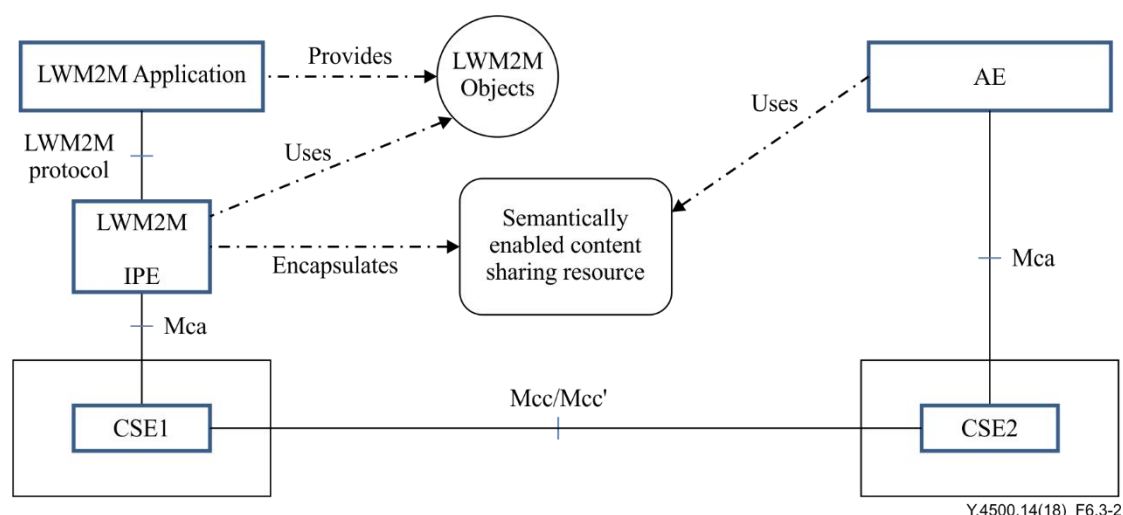 LWM2M Application
Provides
LWM2M
Objects
AE
Uses
LWM2M
protocol
Uses
LWM2M
IPE
Encapsulates
Semantically
enabled content
sharing resource
Mca
Mca
Mcc/Mcc'
CSE1
CSE2
Y.4500.14(18)_F6.3-2